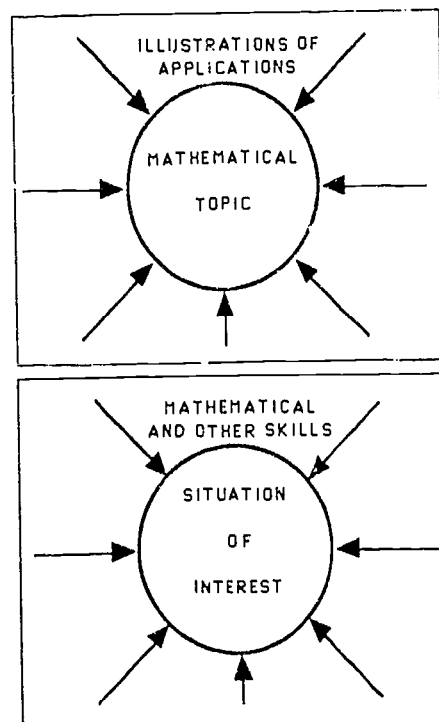 ILLUSTRATIONS OF
APPLICATIONS
MATHEMATICAL
TOPIC
MATHEMATICAL
AND OTHER SKILLS
SITUATION
OF
INTEREST